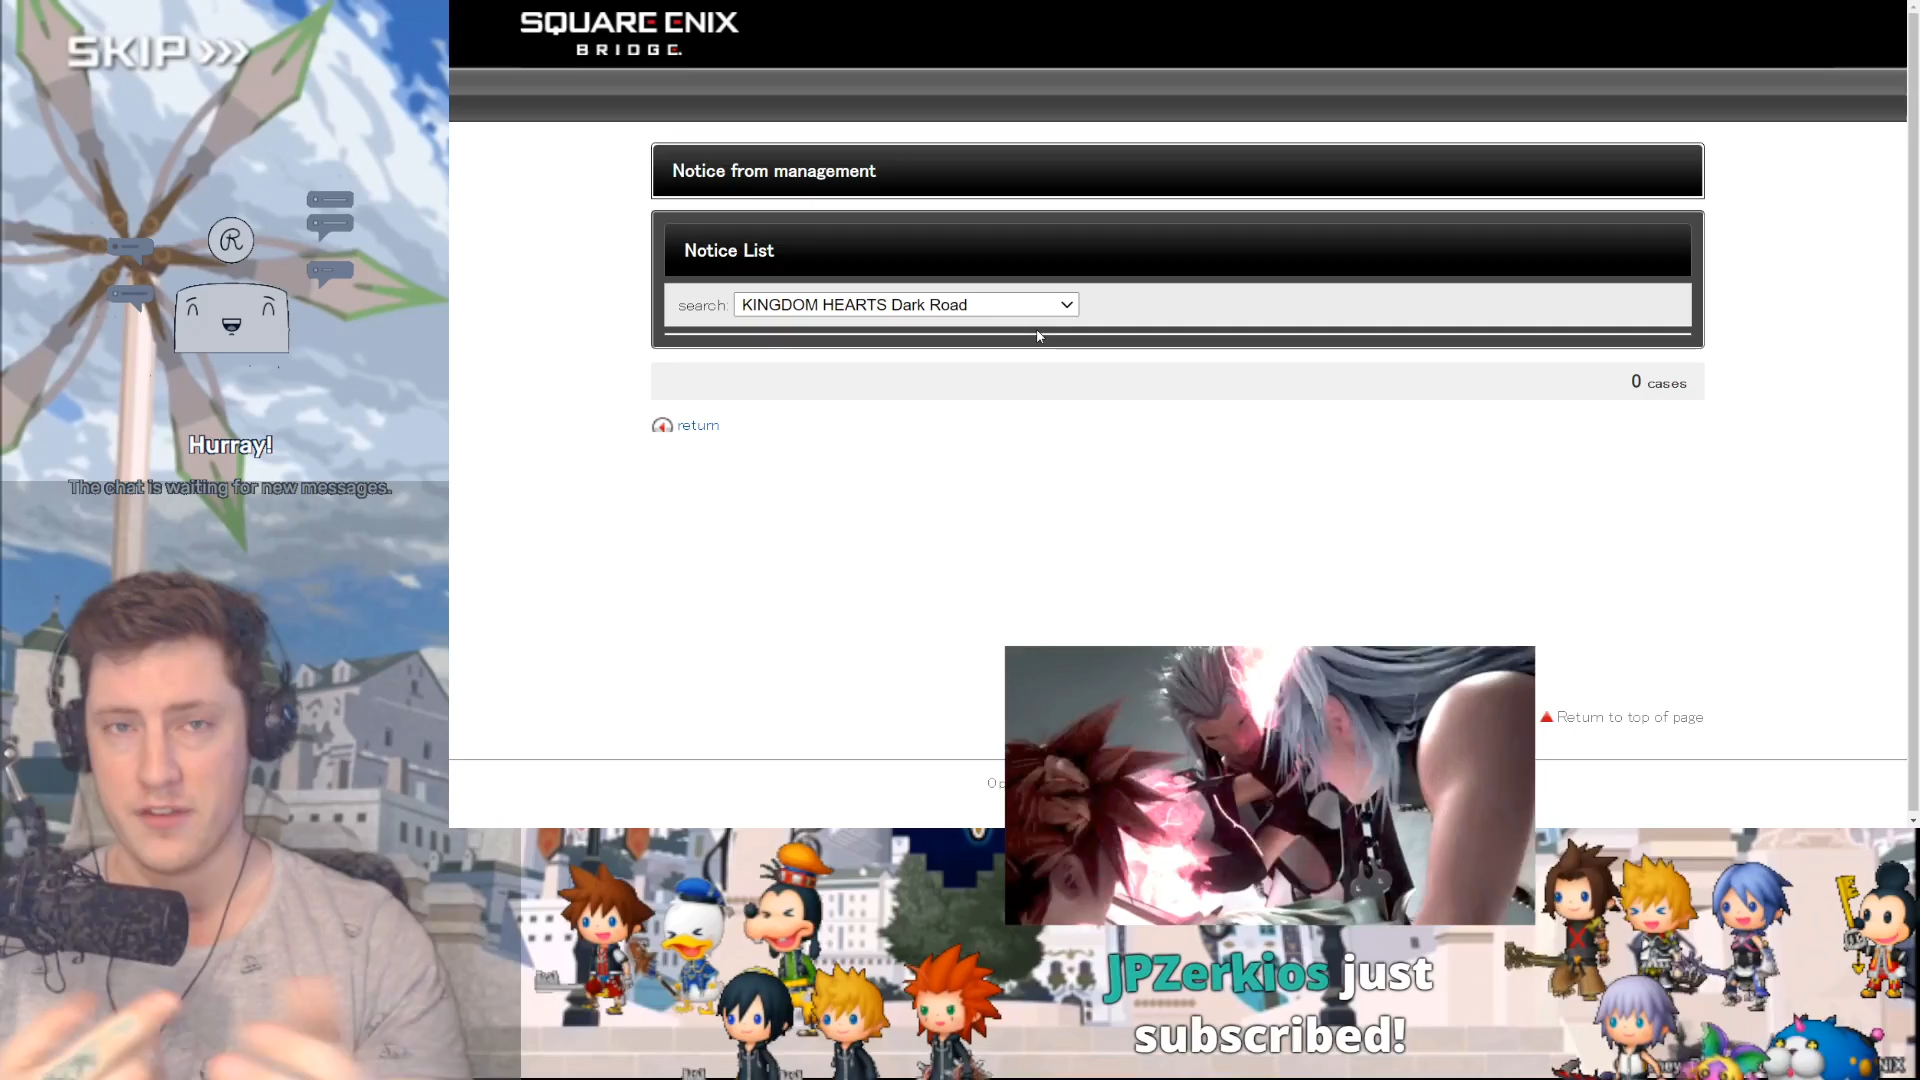 SKIP
SQUARE ENIX
BRIDGE.
Notice from management
Notice List
search:
KINGDOM HEARTS Dark Road
0 cases
return
R
Hurray!
The chat is waiting for new messages.
Return to top of page
JPZerkios just
subscribed!